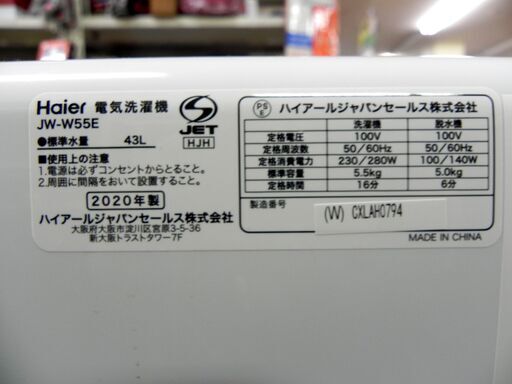 Haier 電気洗濯機
JW-W55E
●標準水量 43L
S JET
HJH
■使用上の注意
1.電源は必ずコンセントからとること。
2.周囲に間隔をおいて設置すること。
2020年製
ハイアールジャパンセールス株式会社
大阪府大阪市淀川区宮原3-5-36
新大阪トラストタワー7F
PS E ハイアールジャパンセールス株式会社
洗濯機 脱水機
定格電圧 100V 100V
定格周波数 50/60Hz 50/60Hz
定格消費電力 230/280W 100/140W
標準容量 5.5kg 5.0kg
定格時間 16分 6分
製造番号
(W) CXLAH0794
MADE IN CHINA